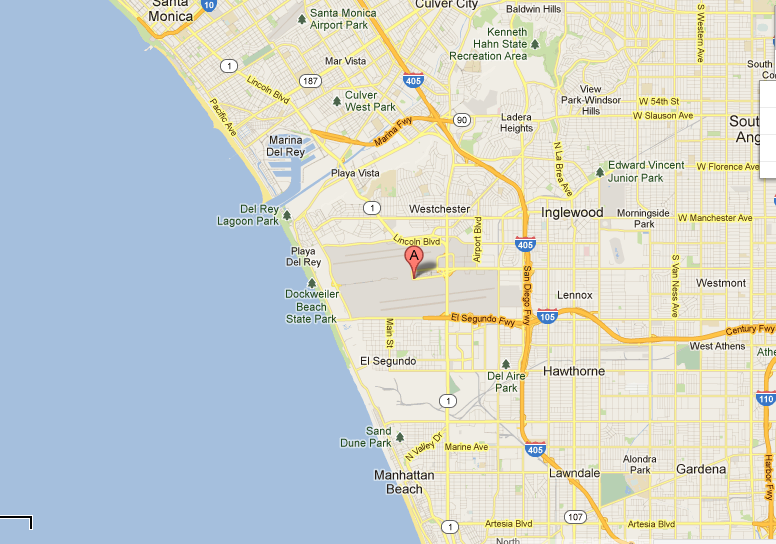 Santa
Monica
10
Culver City
Baldwin Hills
Santa Monica
Airport Park
Kenneth
Hahn State
Recreation Area
S Western Ave
1
Mar Vista
187
405
South
Lincoln Blvd
Culver
West Park
View
Park-Windsor
Hills
W 54th St
W Slauson Ave
Pacific Ave
Marina Fwy
90
Ladera
Heights
South
Ang
Marina
Del Rey
N La Brea Ave
Playa Vista
Edward Vincent
Junior Park
W Florence Ave
Del Rey
Lagoon Park
1
Westchester
Inglewood
Morningside
Park
W Manchester Ave
Airport Blvd
Lincoln Blvd
405
Playa
Del Rey
A
San Diego Fwy
S Van Ness Ave
Westmont
Dockweiler
Beach
State Park
Lennox
Main St
El Segundo Fwy
105
Century Fwy
West Athens
Athe
El Segundo
Del Aire
Park
Hawthorne
1
110
Sand
Dune Park
N Valley Dr
Marine Ave
405
Harbor Fwy
Manhattan
Beach
Lawndale
Alondra
Park
Gardena
1
Artesia Blvd
107
Artesia Blvd
North